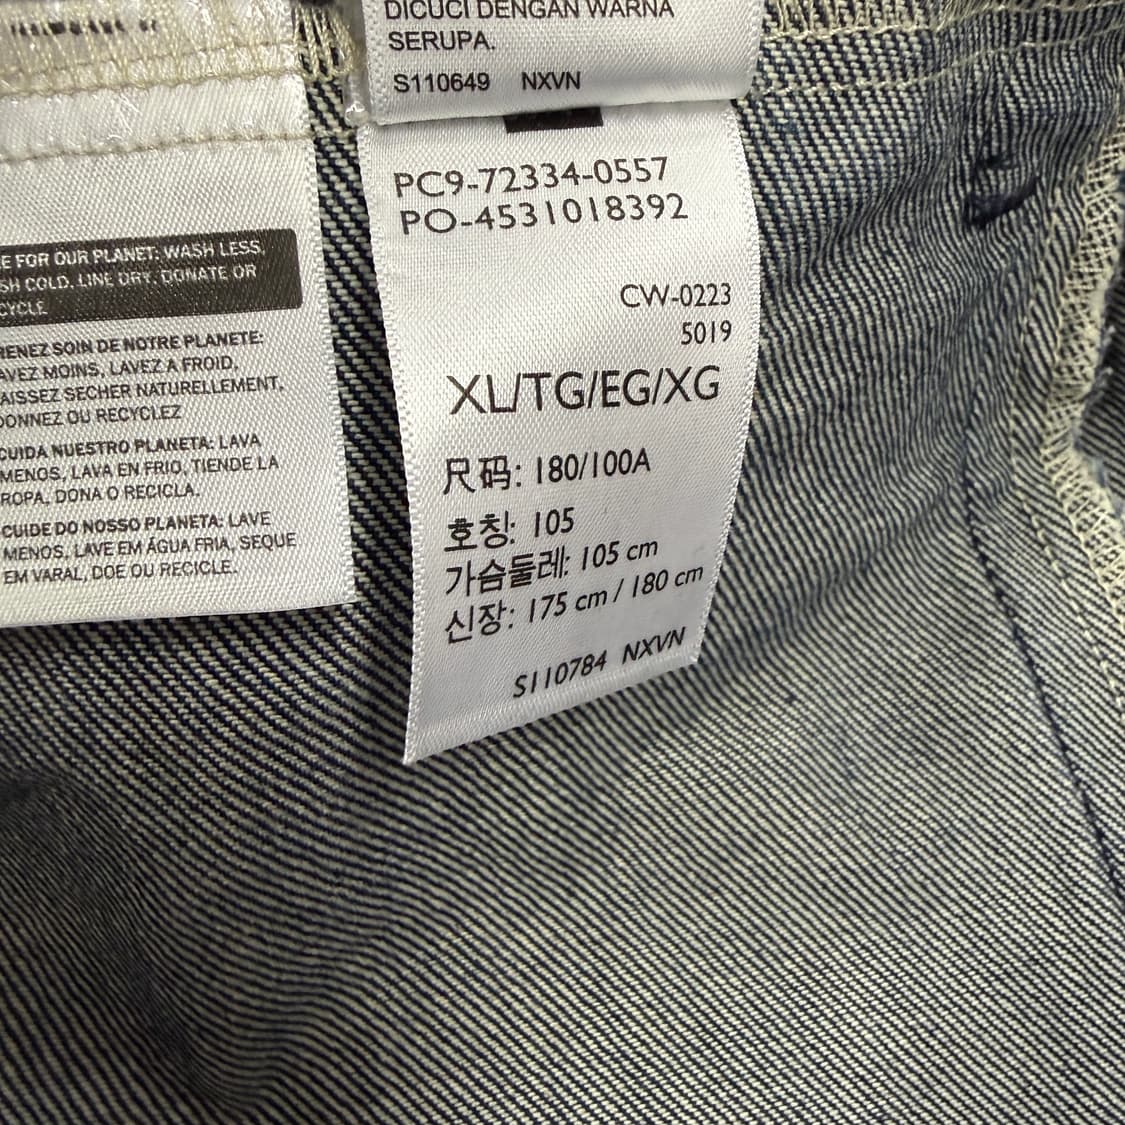 E FOR OUR PLANET: WASH LESS,
SH COLD, LINE DRY, DONATE OR
CYCLE
RENEZ SOIN DE NOTRE PLANETE:
AVEZ MOINS, LAVEZ A FROID,
AISSEZ SECHER NATURELLEMENT,
DONNEZ OU RECYCLEZ
CUIDA NUESTRO PLANETA: LAVA
MENOS, LAVA EN FRIO, TIENDE LA
ROPA, DONA O RECICLA.
CUIDE DO NOSSO PLANETA: LAVE
MENOS, LAVE EM ÁGUA FRIA, SEQUE
EM VARAL, DOE OU RECICLE.
DICUCI DENGAN WARNA
SERUPA.
S110649 NXVN
PC9-72334-0557
PO-4531018392
CW-0223
5019
XL/TG/EG/XG
尺码: 180/100A
호칭: 105
가슴둘레: 105 cm
신장: 175 cm / 180 cm
S110784 NXVN